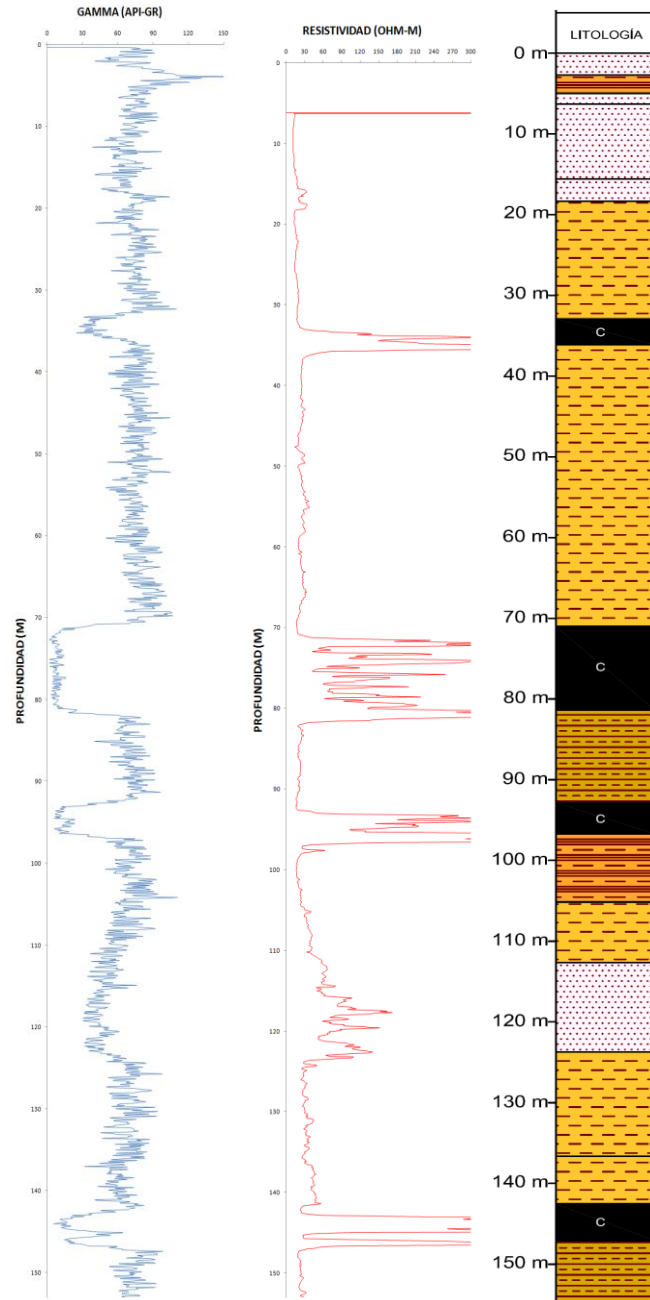 GAMMA (API-GR)
0 30 60 90 120 150
0
10
20
30
40
50
60
70
80
90
100
110
120
130
140
150
PROFUNDIDAD (M)
RESISTIVIDAD (OHM-M)
0 30 60 90 120 150 180 210 240 270 300
0
10
20
30
40
50
60
70
80
90
100
110
120
130
140
150
PROFUNDIDAD (M)
LITOLOGÍA
0 m
10 m
20 m
30 m
C
40 m
50 m
60 m
70 m
C
80 m
90 m
C
100 m
110 m
120 m
130 m
140 m
C
150 m